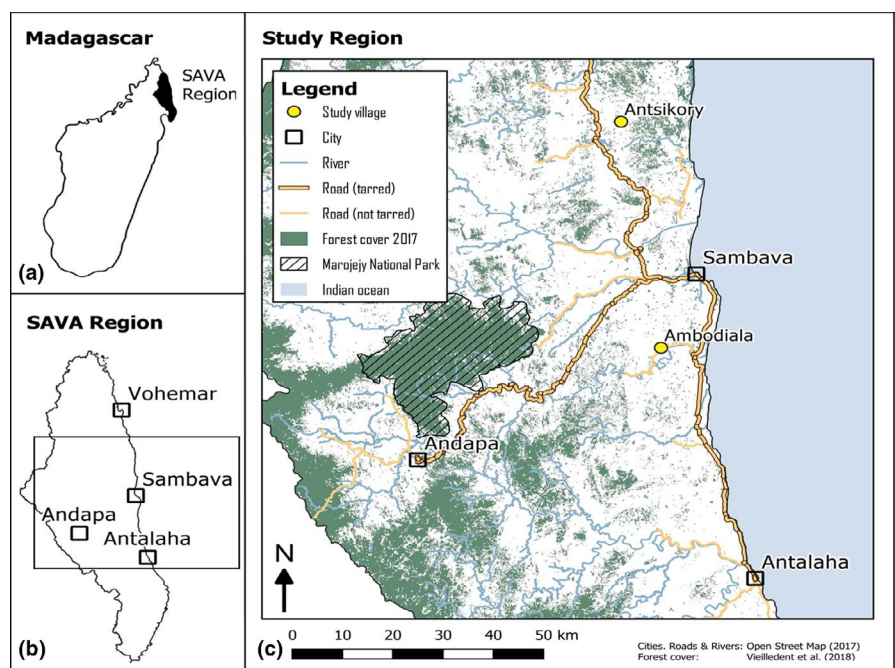 Madagascar
SAVA
Region
(a)
SAVA Region
Vohemar
Sambava
Andapa
Antalaha
(b)
Study Region
Legend
Study village
City
River
Road (tarred)
Road (not tarred)
Forest cover 2017
Marojejy National Park
Indian ocean
Antsikory
Sambava
Ambodiala
Andapa
Antalaha
N
(c)
0 10 20 30 40 50 km
Cities. Roads & Rivers: Open Street Map (2017)
Forest cover: Vieilledent et al. (2018)